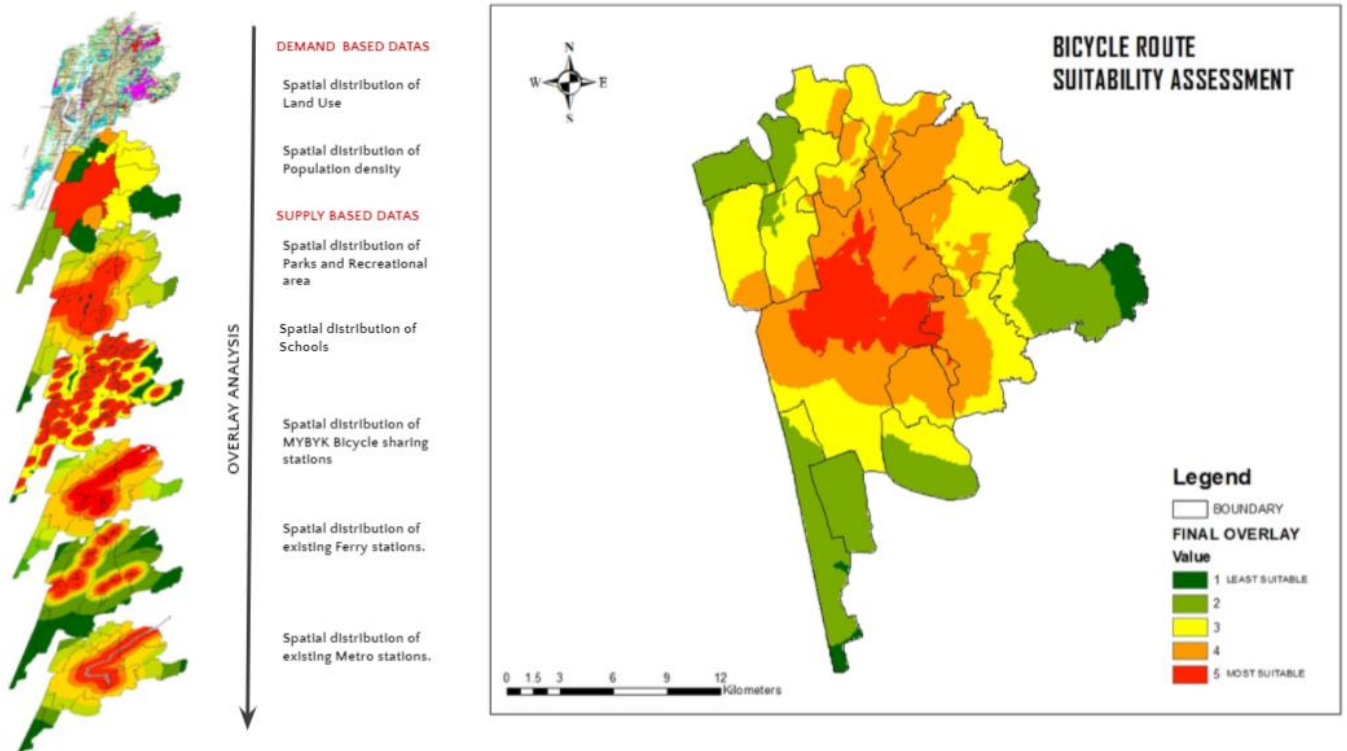 DEMAND BASED DATAS
Spatial distribution of
Land Use
Spatial distribution of
Population density
SUPPLY BASED DATAS
Spatial distribution of
Parks and Recreational
area
Spatial distribution of
Schools
Spatial distribution of
MYBYK Bicycle sharing
stations
Spatial distribution of
existing Ferry stations.
Spatial distribution of
existing Metro stations.
OVERLAY ANALYSIS
BICYCLE ROUTE
SUITABILITY ASSESSMENT
N
W E
S
Legend
BOUNDARY
FINAL OVERLAY
Value
1 LEAST SUITABLE
2
3
4
5 MOST SUITABLE
0 1.5 3 6 9 12
Kilometers